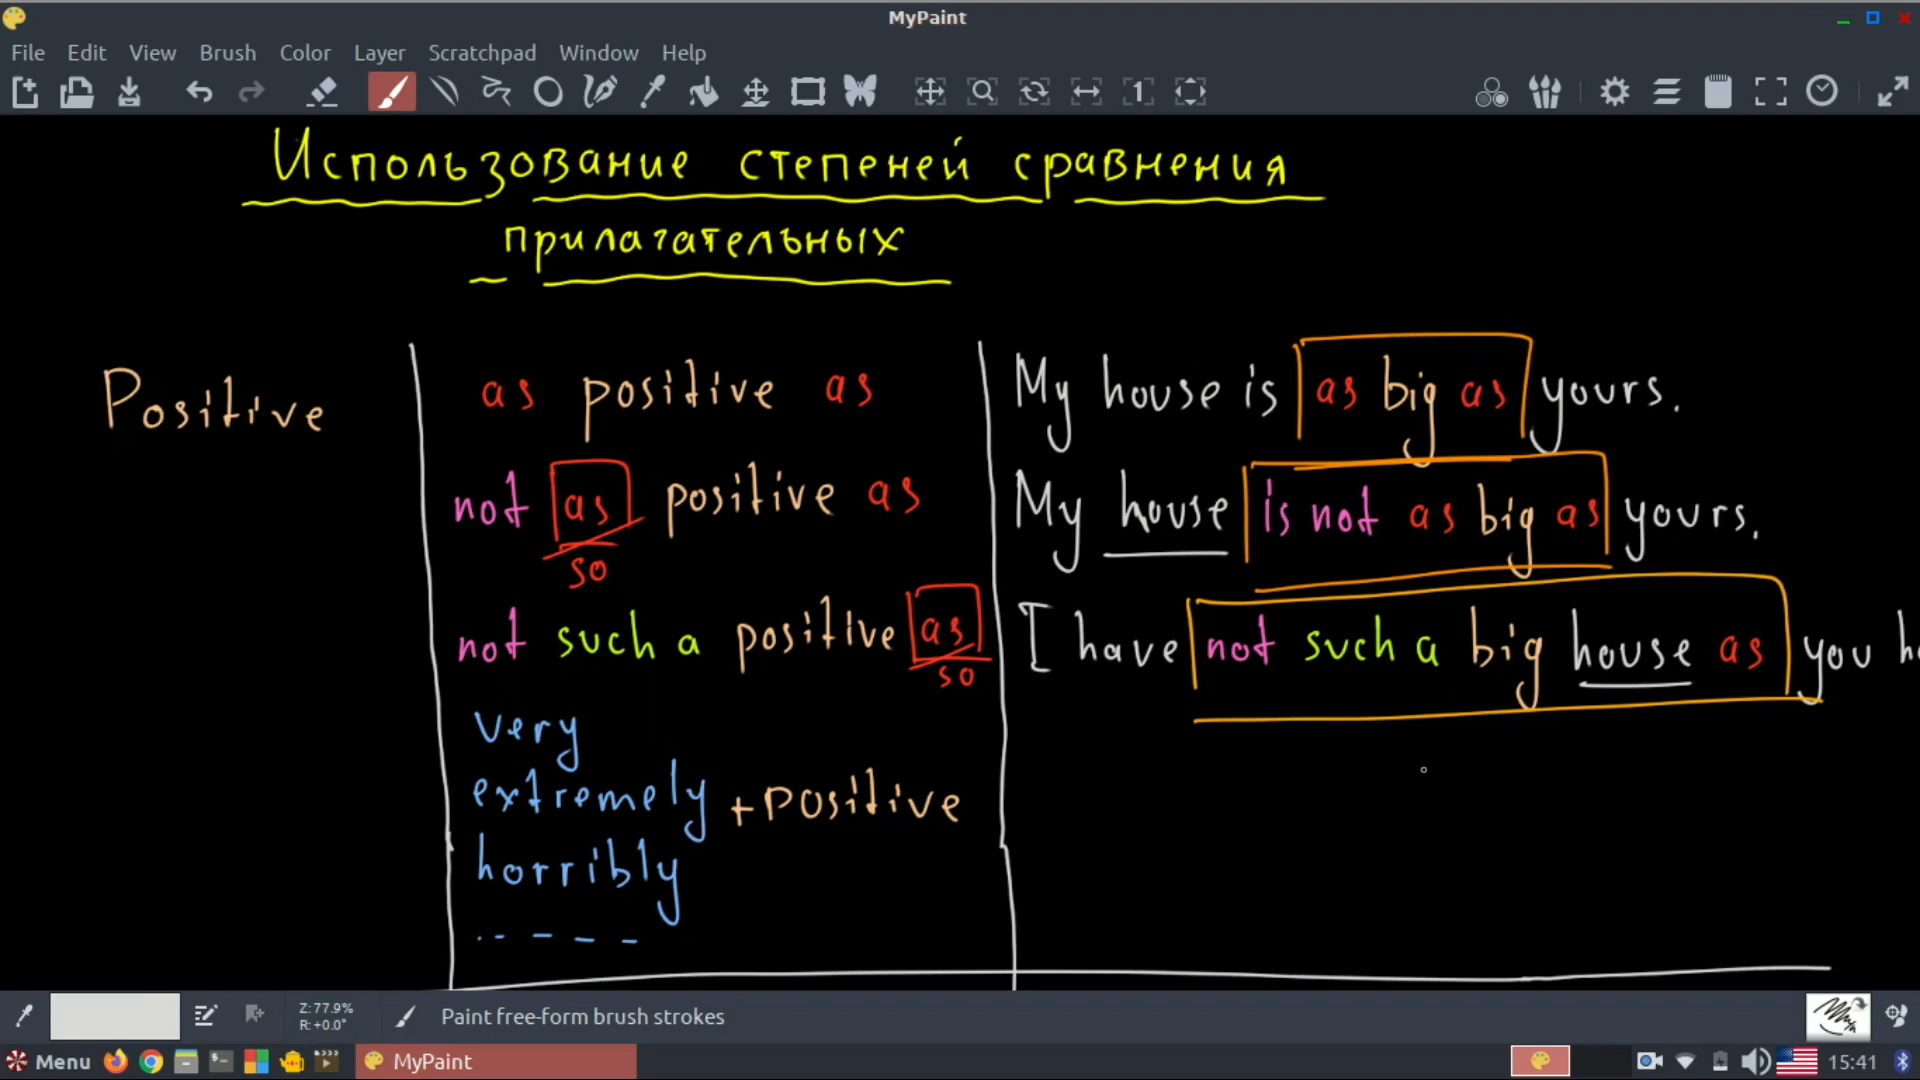 MyPaint
File Edit View Brush Color Layer Scratchpad Window Help
Использование степеней сравнения
прилагательных
Positive
as positive as
not as positive as
so
not such a positive as
so
very
extremely
horribly
+ positive
My house is as big as yours.
My house is not as big as yours.
I have not such a big house as you
Z: 77.9%
R: +0.0°
Paint free-form brush strokes
Menu
MyPaint
15:41